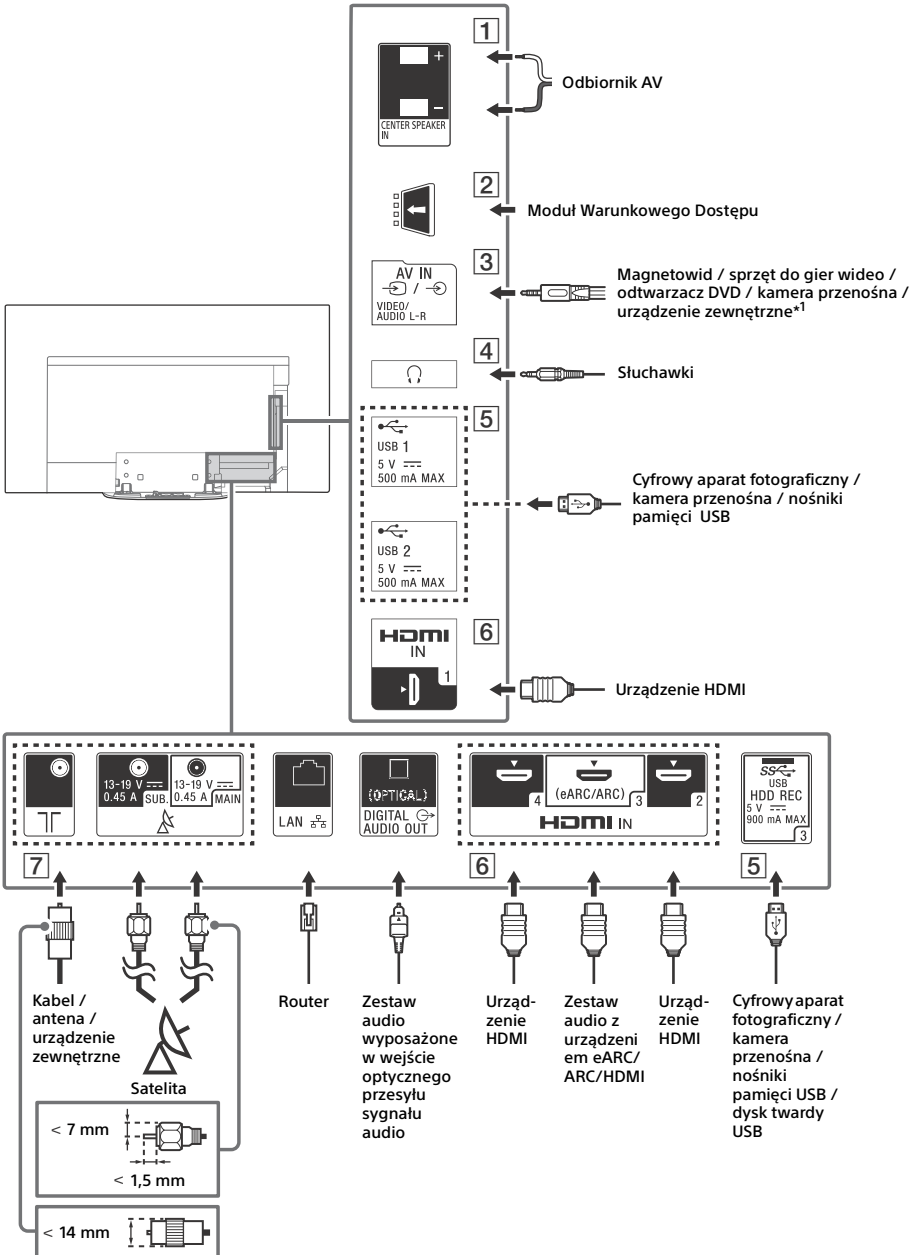 1
+
−
CENTER SPEAKER
IN
Odbiornik AV
2
Moduł Warunkowego Dostępu
3
AV IN
/
VIDEO/
AUDIO L-R
Magnetowid / sprzęt do gier wideo /
odtwarzacz DVD / kamera przenośna /
urządzenie zewnętrzne*1
4
Słuchawki
5
USB 1
5 V
500 mA MAX
USB 2
5 V
500 mA MAX
Cyfrowy aparat fotograficzny /
kamera przenośna / nośniki
pamięci USB
6
HDMI
IN
1
Urządzenie HDMI
13-19 V
0.45 A SUB.
13-19 V
0.45 A MAIN
LAN
(OPTICAL)
DIGITAL
AUDIO OUT
4
(eARC/ARC) 3
2
HDMI IN
SS
USB
HDD REC
5 V
900 mA MAX
3
7
6
5
Kabel /
antena /
urządzenie
zewnętrzne
Satelita
Router
Zestaw
audio
wyposażone
w wejście
optycznego
przesyłu
sygnału
audio
Urząd-
zenie
HDMI
Zestaw
audio z
urządzeni
em eARC/
ARC/HDMI
Urząd-
zenie
HDMI
Cyfrowy aparat
fotograficzny /
kamera
przenośna /
nośniki
pamięci USB /
dysk twardy
USB
< 7 mm
< 1,5 mm
< 14 mm